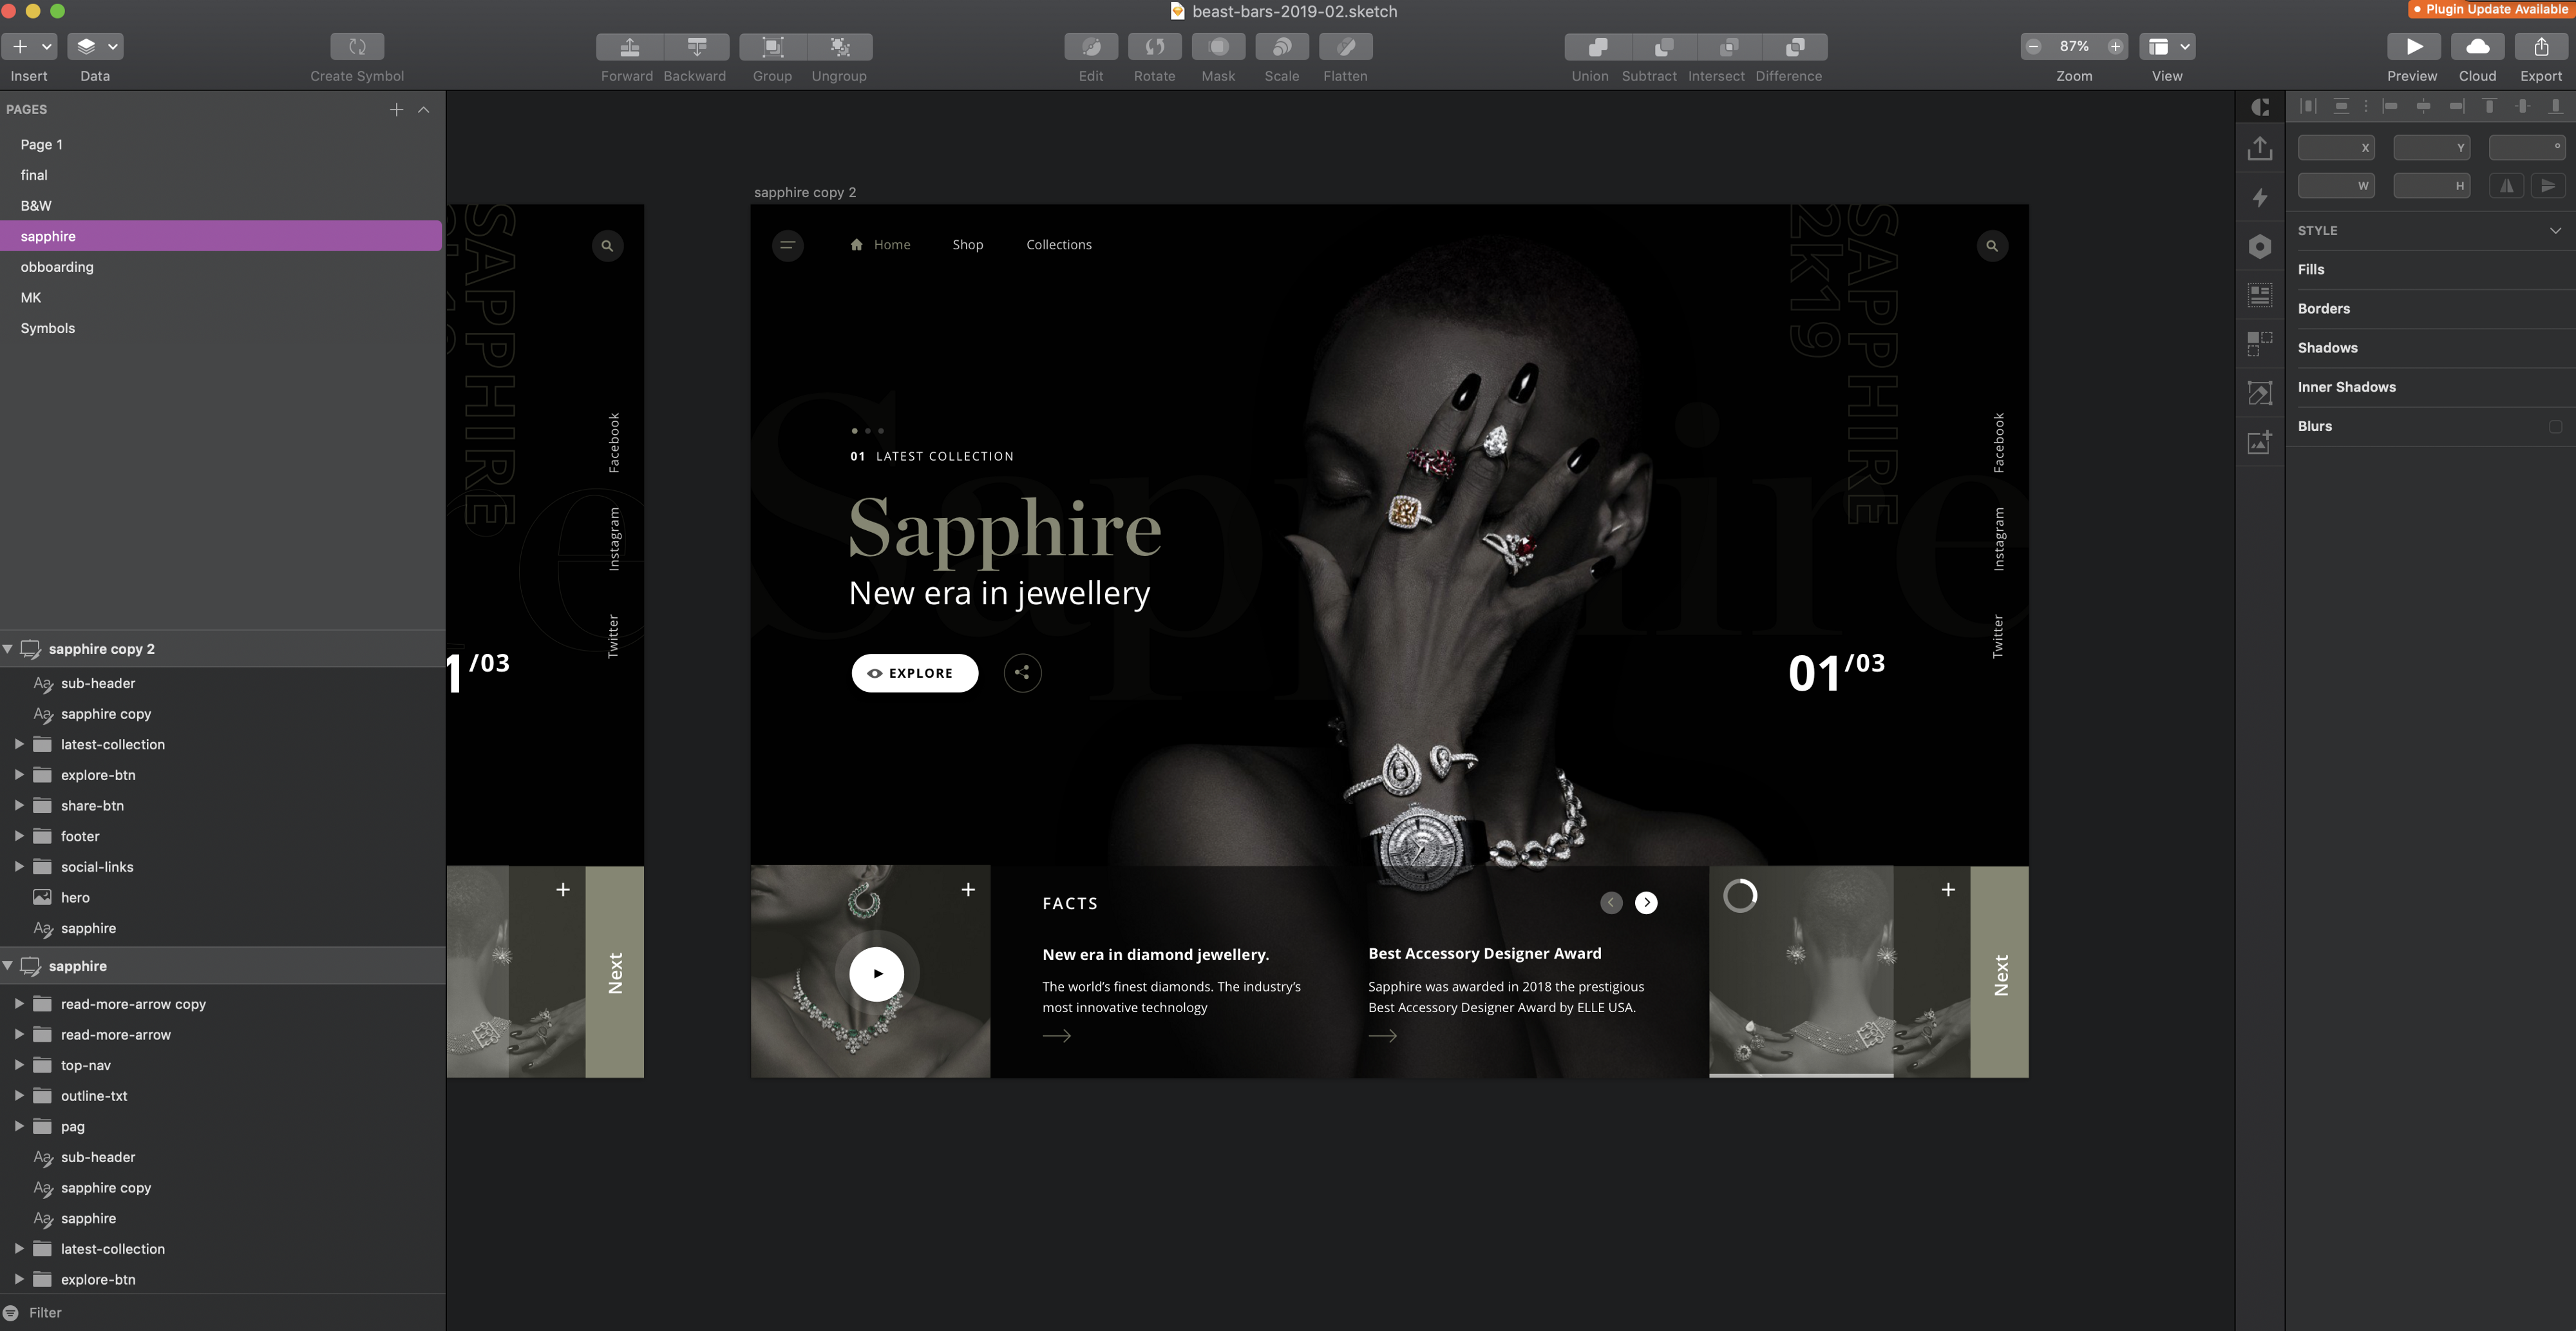 beast-bars-2019-02.sketch
Plugin Update Available
Insert
Data
Create Symbol
Forward
Backward
Group
Ungroup
Edit
Rotate
Mask
Scale
Flatten
Union
Subtract
Intersect
Difference
87%
Zoom
View
Preview
Cloud
Export
PAGES
Page 1
final
B&W
sapphire
obboarding
MK
Symbols
sapphire copy 2
sub-header
sapphire copy
latest-collection
explore-btn
share-btn
footer
social-links
hero
sapphire
sapphire
read-more-arrow copy
read-more-arrow
top-nav
outline-txt
pag
sub-header
sapphire copy
sapphire
latest-collection
explore-btn
Filter
SAPPHIRE
Facebook
Instagram
Twitter
1/03
Next
sapphire copy 2
Home
Shop
Collections
SAPPHIRE
2K19
Facebook
Instagram
Twitter
01 LATEST COLLECTION
Sapphire
Sapphire
New era in jewellery
EXPLORE
01/03
FACTS
New era in diamond jewellery.
The world's finest diamonds. The industry's
most innovative technology
Best Accessory Designer Award
Sapphire was awarded in 2018 the prestigious
Best Accessory Designer Award by ELLE USA.
Next
X
Y
°
W
H
STYLE
Fills
Borders
Shadows
Inner Shadows
Blurs